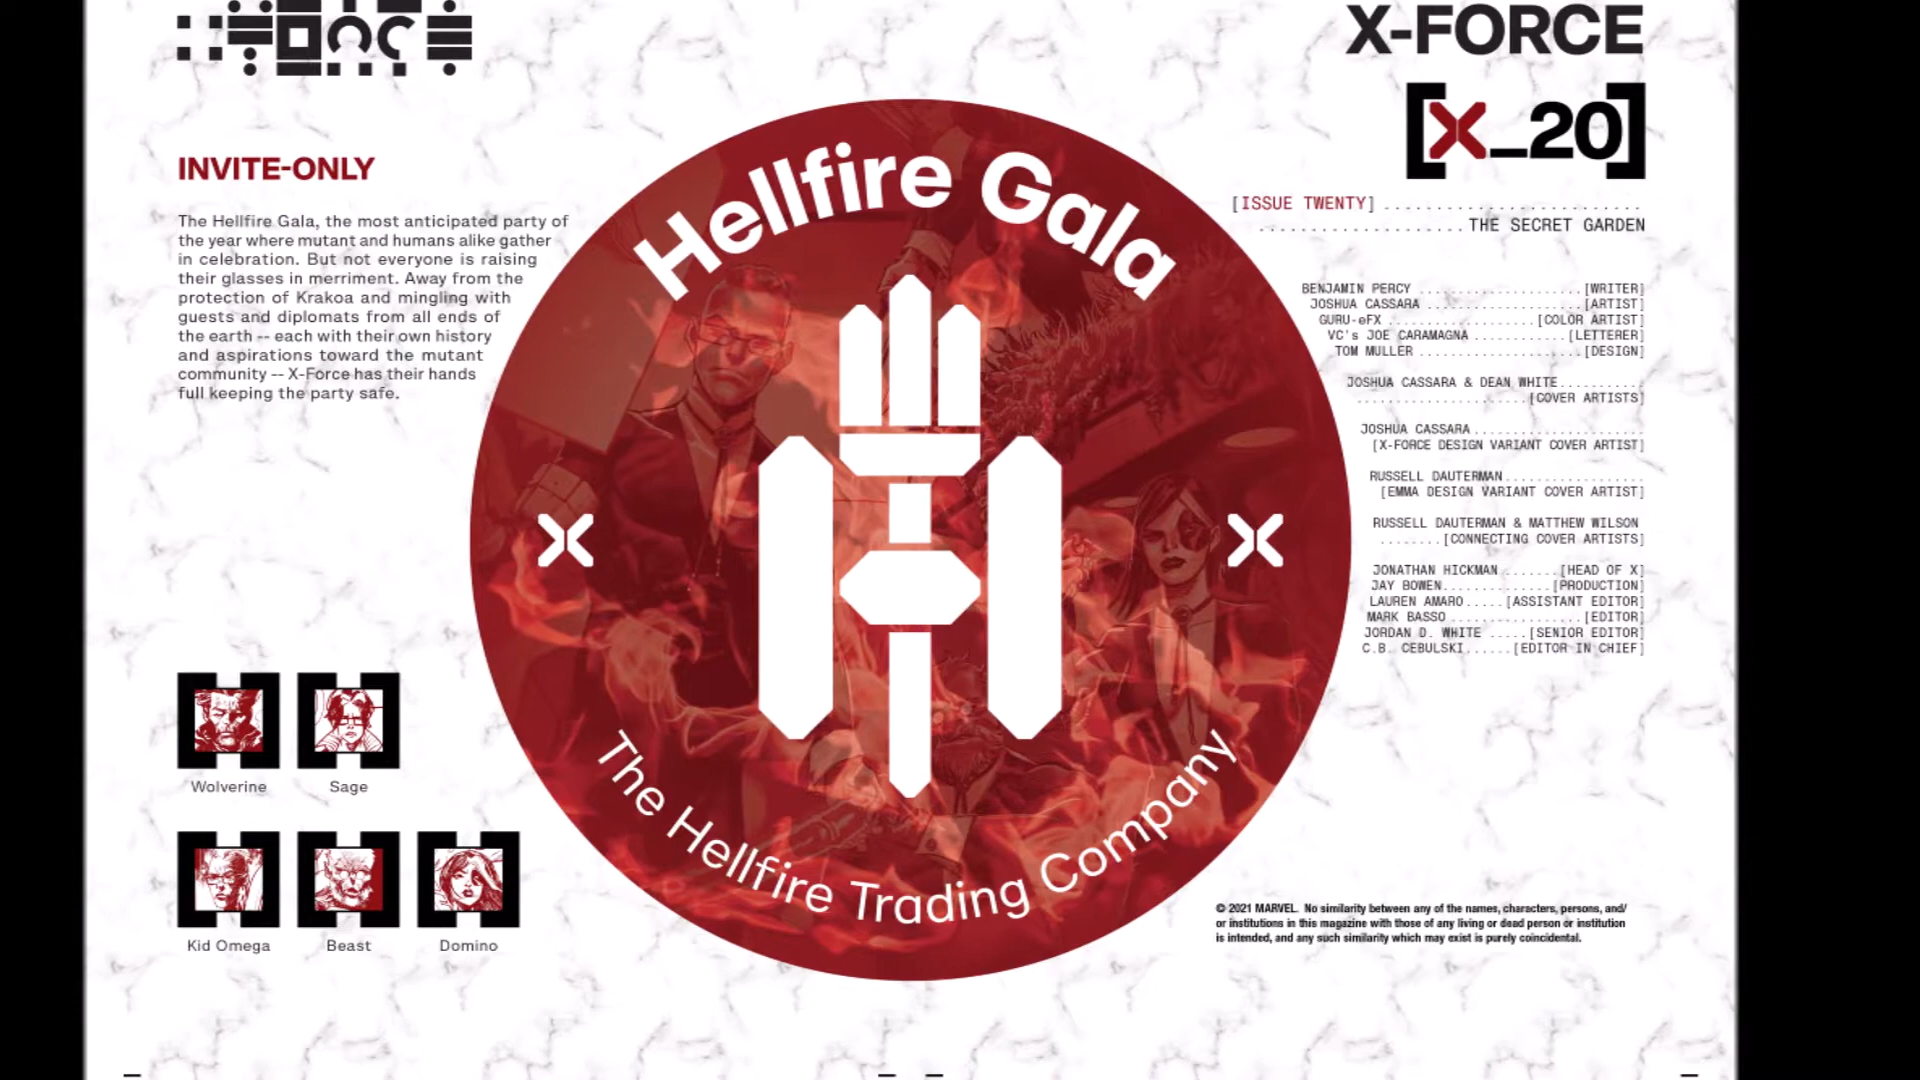 X-FORCE
[X_20]
INVITE-ONLY
The Hellfire Gala, the most anticipated party of
the year where mutant and humans alike gather
in celebration. But not everyone is raising
their glasses in merriment. Away from the
protection of Krakoa and mingling with
guests and diplomats from all ends of
the earth -- each with their own history
and aspirations toward the mutant
community -- X-Force has their hands
full keeping the party safe.
Wolverine
Sage
Kid Omega
Beast
Domino
Hellfire Gala
The Hellfire Trading Company
[ISSUE TWENTY] .........................
...................THE SECRET GARDEN
BENJAMIN PERCY .....................[WRITER]
JOSHUA CASSARA .....................[ARTIST]
GURU-eFX ...................[COLOR ARTIST]
VC's JOE CARAMAGNA ............[LETTERER]
TOM MULLER .....................[DESIGN]
JOSHUA CASSARA & DEAN WHITE...........
......................[COVER ARTISTS]
JOSHUA CASSARA......................
[X-FORCE DESIGN VARIANT COVER ARTIST]
RUSSELL DAUTERMAN..................
[EMMA DESIGN VARIANT COVER ARTIST]
RUSSELL DAUTERMAN & MATTHEW WILSON
........[CONNECTING COVER ARTISTS]
JONATHAN HICKMAN .......[HEAD OF X]
JAY BOWEN..............[PRODUCTION]
LAUREN AMARO.....[ASSISTANT EDITOR]
MARK BASSO .................[EDITOR]
JORDAN D. WHITE .....[SENIOR EDITOR]
C.B. CEBULSKI......[EDITOR IN CHIEF]
© 2021 MARVEL. No similarity between any of the names, characters, persons, and/
or institutions in this magazine with those of any living or dead person or institution
is intended, and any such similarity which may exist is purely coincidental.